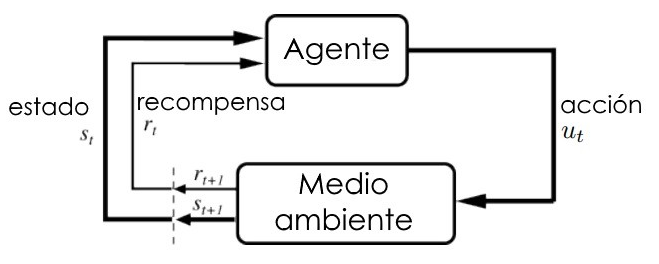 Agente
estado
s_t
recompensa
r_t
acción
u_t
r_{t+1}
s_{t+1}
Medio
ambiente